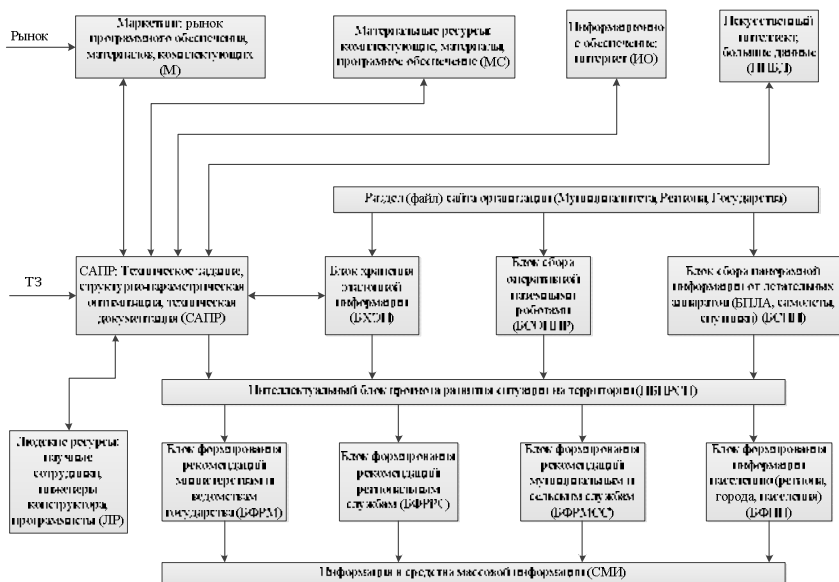 Рынок
Маркетинг: рынок
программного обеспечения,
материалов, комплектующих
(М)
Материальные ресурсы:
комплектующие, материалы,
програмное обеспечение (МС)
Информационно
е обеспечение:
интернет (ИО)
Искусственный
интеллект,
большие данные
(ИИБД)
Раздел (файл) сайта организации (Муниципалитета, Региона, Государства)
ТЗ
САПР: Техническое задание,
структурно-параметрическая
оптимизация, техническая
документация (САПР)
Блок хранения
эталонной
информации (БХЭИ)
Блок сбора
оперативной
наземными
роботами
Блок сбора панорамной
информации от летательных
аппаратов (БПЛА, самолеты,
спутники) (БСПИ)
Интеллектуальный блок прогноза развития ситуации на территории (ИБПРСТ)
Людские ресурсы:
научные
сотрудники,
инженеры
конструктора,
программисты (ЛР)
Блок формирования
рекомендаций
министерствам и
ведомствам
государства (БФРМ)
Блок формирования
рекомендаций
региональным
службам (БФРРС)
Блок формирования
рекомендаций
муниципальным и
сельским службам
(БФРМСС)
Блок формирования
информации
населению (региона,
города, населения)
(БФИН)
Информация в средства массовой информации (СМИ)